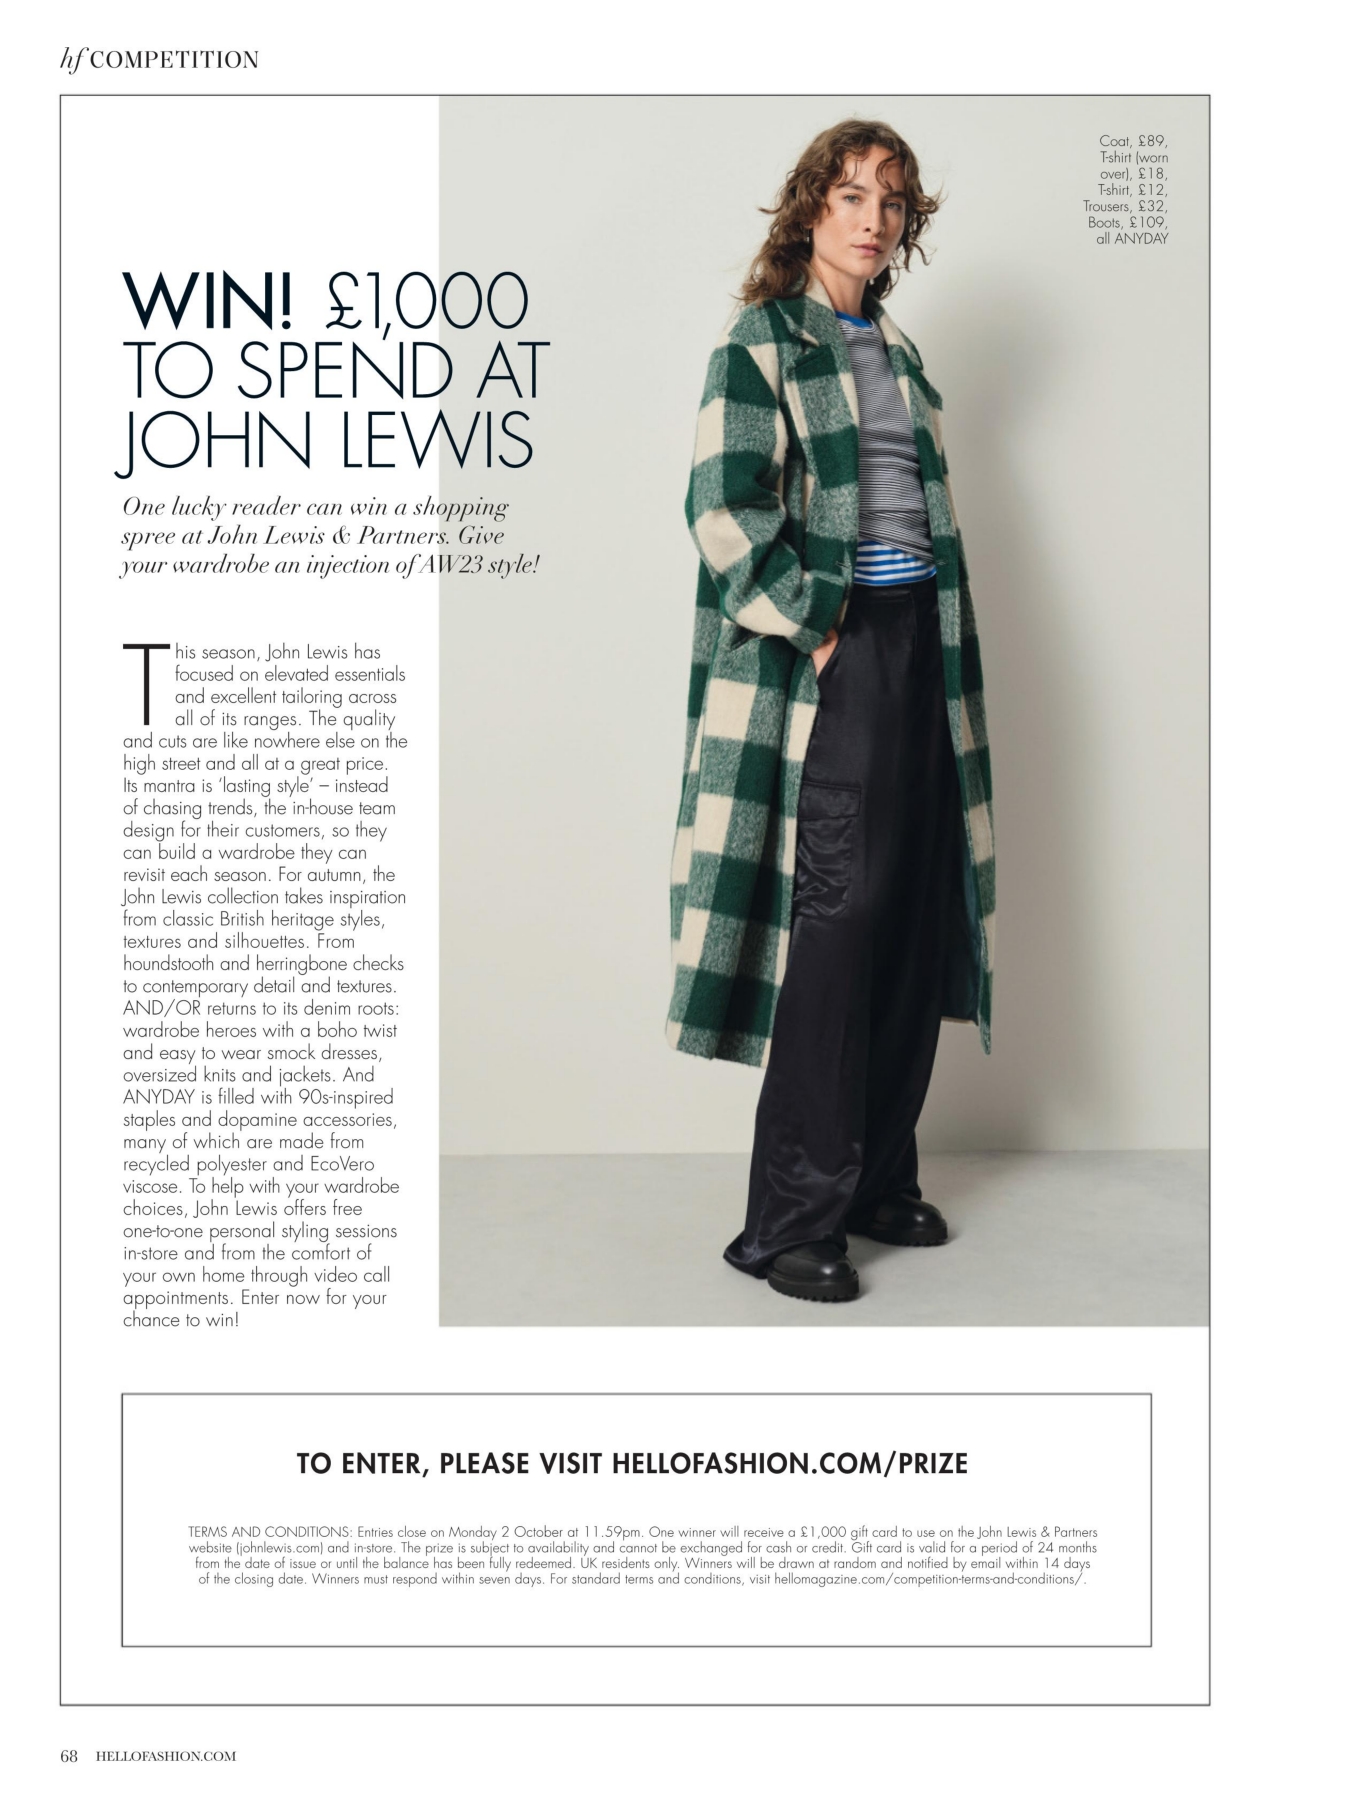 hf COMPETITION
Coat, £89,
T-shirt (worn
over), £18,
T-shirt, £12,
Trousers, £32,
Boots, £109,
all ANYDAY
WIN! £1,000
TO SPEND AT
JOHN LEWIS
One lucky reader can win a shopping
spree at John Lewis & Partners. Give
your wardrobe an injection of AW23 style!
This season, John Lewis has
focused on elevated essentials
and excellent tailoring across
all of its ranges. The quality
and cuts are like nowhere else on the
high street and all at a great price.
Its mantra is ‘lasting style’ – instead
of chasing trends, the in-house team
design for their customers, so they
can build a wardrobe they can
revisit each season. For autumn, the
John Lewis collection takes inspiration
from classic British heritage styles,
textures and silhouettes. From
houndstooth and herringbone checks
to contemporary detail and textures.
AND/OR returns to its denim roots:
wardrobe heroes with a boho twist
and easy to wear smock dresses,
oversized knits and jackets. And
ANYDAY is filled with 90s-inspired
staples and dopamine accessories,
many of which are made from
recycled polyester and EcoVero
viscose. To help with your wardrobe
choices, John Lewis offers free
one-to-one personal styling sessions
in-store and from the comfort of
your own home through video call
appointments. Enter now for your
chance to win!
TO ENTER, PLEASE VISIT HELLOFASHION.COM/PRIZE
TERMS AND CONDITIONS: Entries close on Monday 2 October at 11.59pm. One winner will receive a £1,000 gift card to use on the John Lewis & Partners
website (johnlewis.com) and in-store. The prize is subject to availability and cannot be exchanged for cash or credit. Gift card is valid for a period of 24 months
from the date of issue or until the balance has been fully redeemed. UK residents only. Winners will be drawn at random and notified by email within 14 days
of the closing date. Winners must respond within seven days. For standard terms and conditions, visit hellomagazine.com/competition-terms-and-conditions/.
68 HELLOFASHION.COM